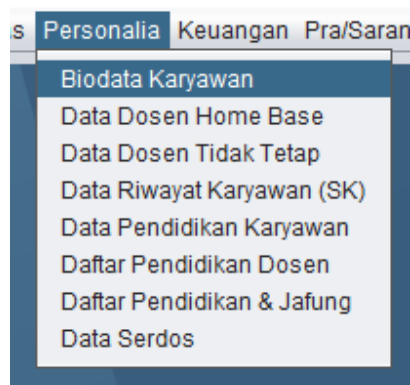 s Personalia Keuangan Pra/Saran
Biodata Karyawan
Data Dosen Home Base
Data Dosen Tidak Tetap
Data Riwayat Karyawan (SK)
Data Pendidikan Karyawan
Daftar Pendidikan Dosen
Daftar Pendidikan & Jafung
Data Serdos